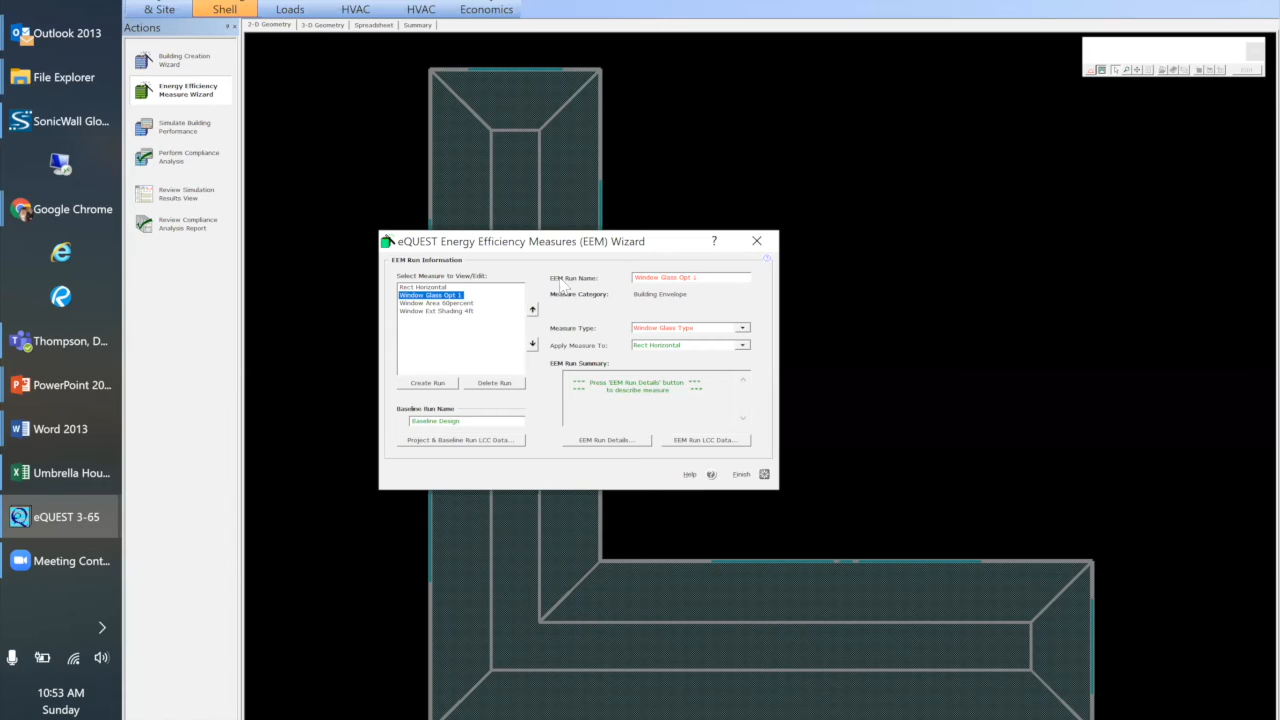 & Site
Shell
Loads
HVAC
HVAC
Economics
Actions
2-D Geometry
3-D Geometry
Spreadsheet
Summary
Outlook 2013
File Explorer
SonicWall Glo...
Google Chrome
h, D...
PowerPoint 20...
Word 2013
Umbrella Hou...
eQUEST 3-65
Meeting Cont...
10:53 AM
Sunday
Building Creation
Wizard
Energy Efficiency
Measure Wizard
Simulate Building
Performance
Perform Compliance
Analysis
Review Simulation
Results View
Review Compliance
Analysis Report
eQUEST Energy Efficiency Measures (EEM) Wizard
?
EEM Run Information
Select Measure to View/Edit:
Rect Horizontal
Window Glass Opt 1
Window Area 60percent
Window Ext Shading 4ft
Create Run
Delete Run
Baseline Run Name
Baseline Design
Project & Baseline Run LCC Data...
EEM Run Name:
Window Glass Opt 1
Measure Category:
Building Envelope
Measure Type:
Window Glass Type
Apply Measure To:
Rect Horizontal
EEM Run Summary:
*** Press 'EEM Run Details' button ***
*** to describe measure ***
EEM Run Details...
EEM Run LCC Data...
Help
Finish